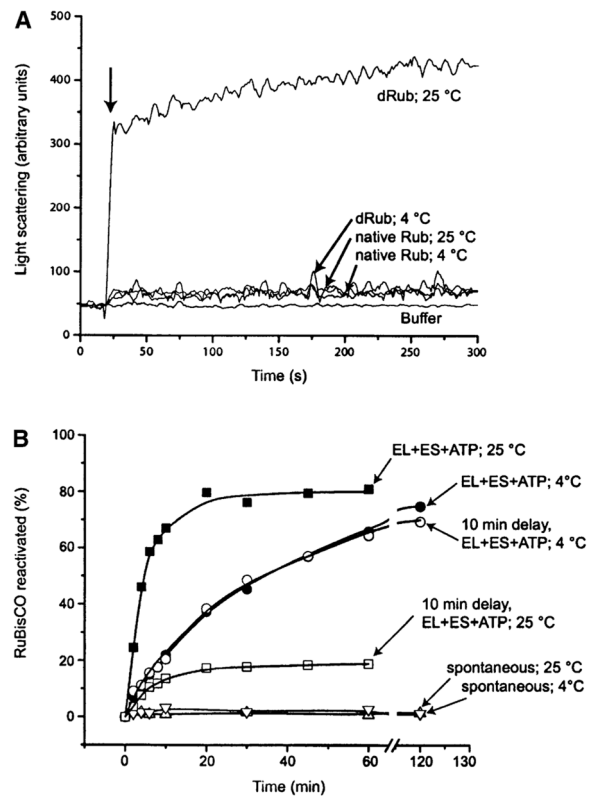 A
500
400
300
200
100
0
Light scattering (arbitrary units)
dRub; 25 °C
dRub; 4 °C
native Rub; 25 °C
native Rub; 4 °C
Buffer
0 50 100 150 200 250 300
Time (s)
B
100
80
60
40
20
0
RuBisCO reactivated (%)
EL+ES+ATP; 25 °C
EL+ES+ATP; 4°C
10 min delay,
EL+ES+ATP; 4 °C
10 min delay,
EL+ES+ATP; 25 °C
spontaneous; 25 °C
spontaneous; 4°C
0 20 40 60 120 130
Time (min)